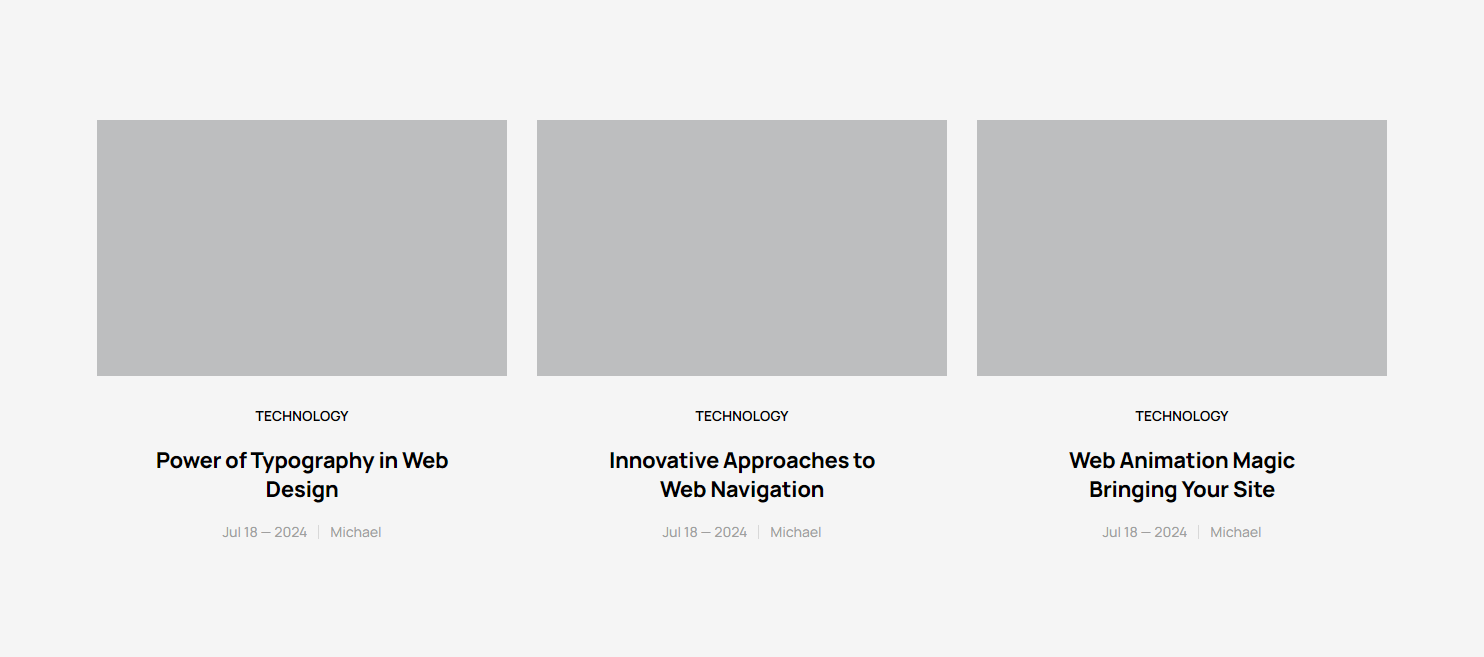 TECHNOLOGY
Power of Typography in Web
Design
Jul 18 — 2024 | Michael
TECHNOLOGY
Innovative Approaches to
Web Navigation
Jul 18 — 2024 | Michael
TECHNOLOGY
Web Animation Magic
Bringing Your Site
Jul 18 — 2024 | Michael